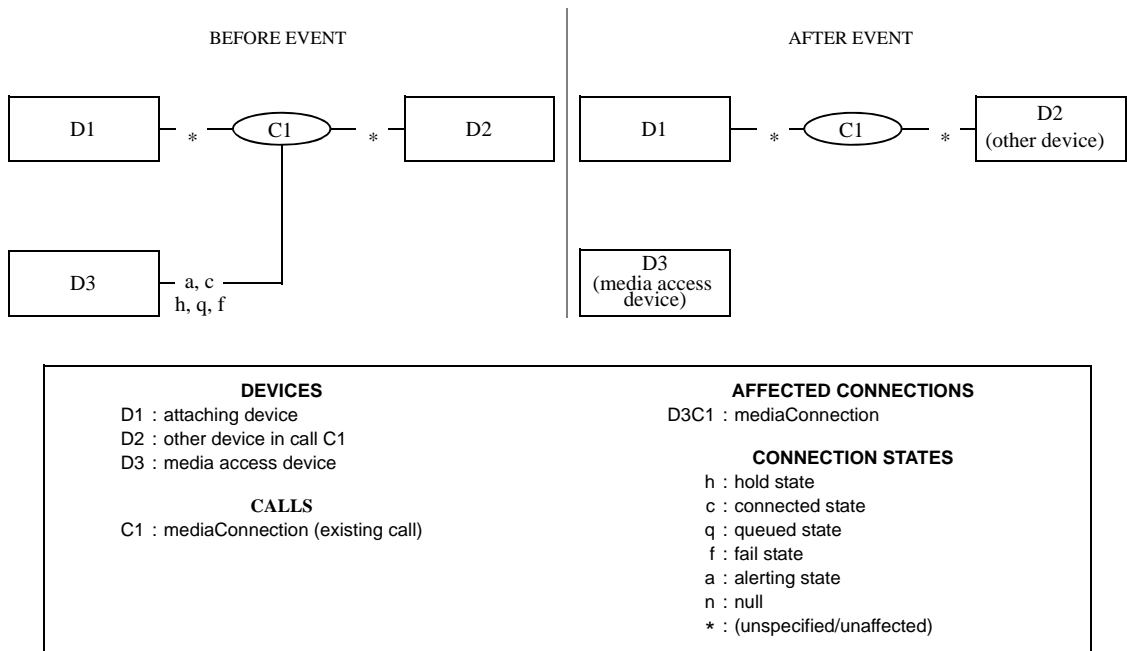 BEFORE EVENT
D1
*
C1
*
D2
D3
a, c
h, q, f
AFTER EVENT
D1
*
C1
*
D2
(other device)
D3
(media access
device)
DEVICES
D1 : attaching device
D2 : other device in call C1
D3 : media access device
CALLS
C1 : mediaConnection (existing call)
AFFECTED CONNECTIONS
D3C1 : mediaConnection
CONNECTION STATES
h : hold state
c : connected state
q : queued state
f : fail state
a : alerting state
n : null
* : (unspecified/unaffected)